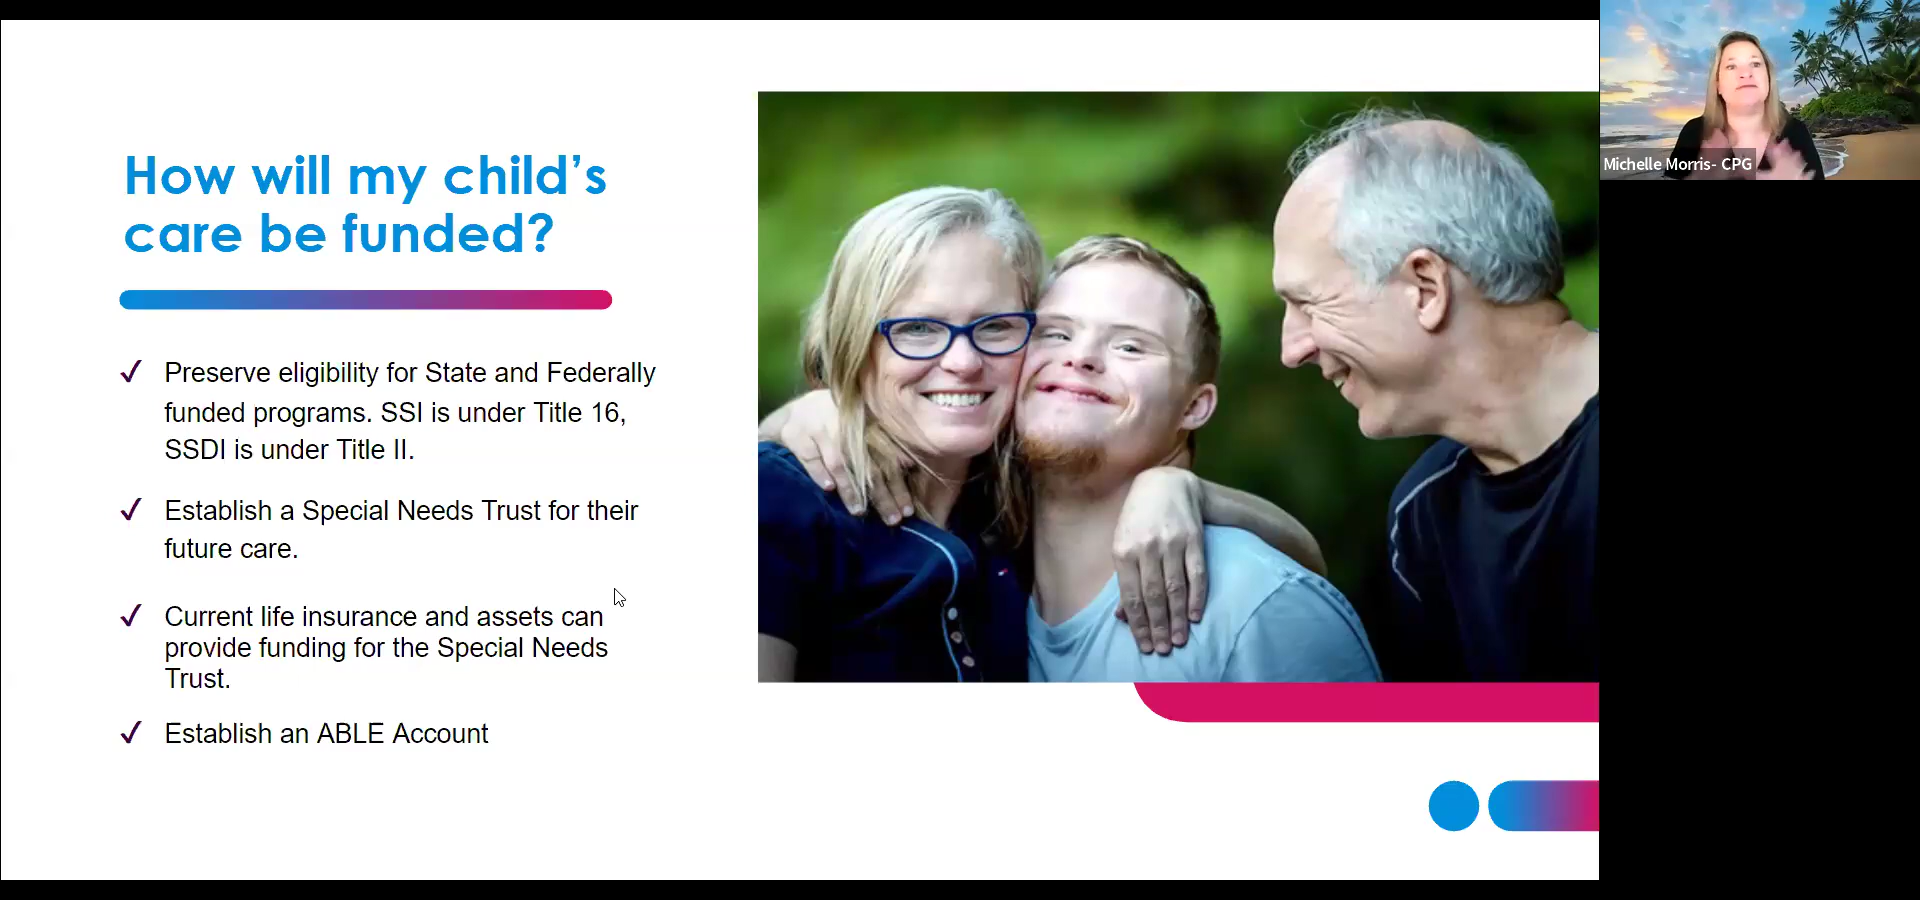 How will my child’s
care be funded?
✓ Preserve eligibility for State and Federally
funded programs. SSI is under Title 16,
SSDI is under Title II.
✓ Establish a Special Needs Trust for their
future care.
✓ Current life insurance and assets can
provide funding for the Special Needs
Trust.
✓ Establish an ABLE Account
Michelle Morris- CPG